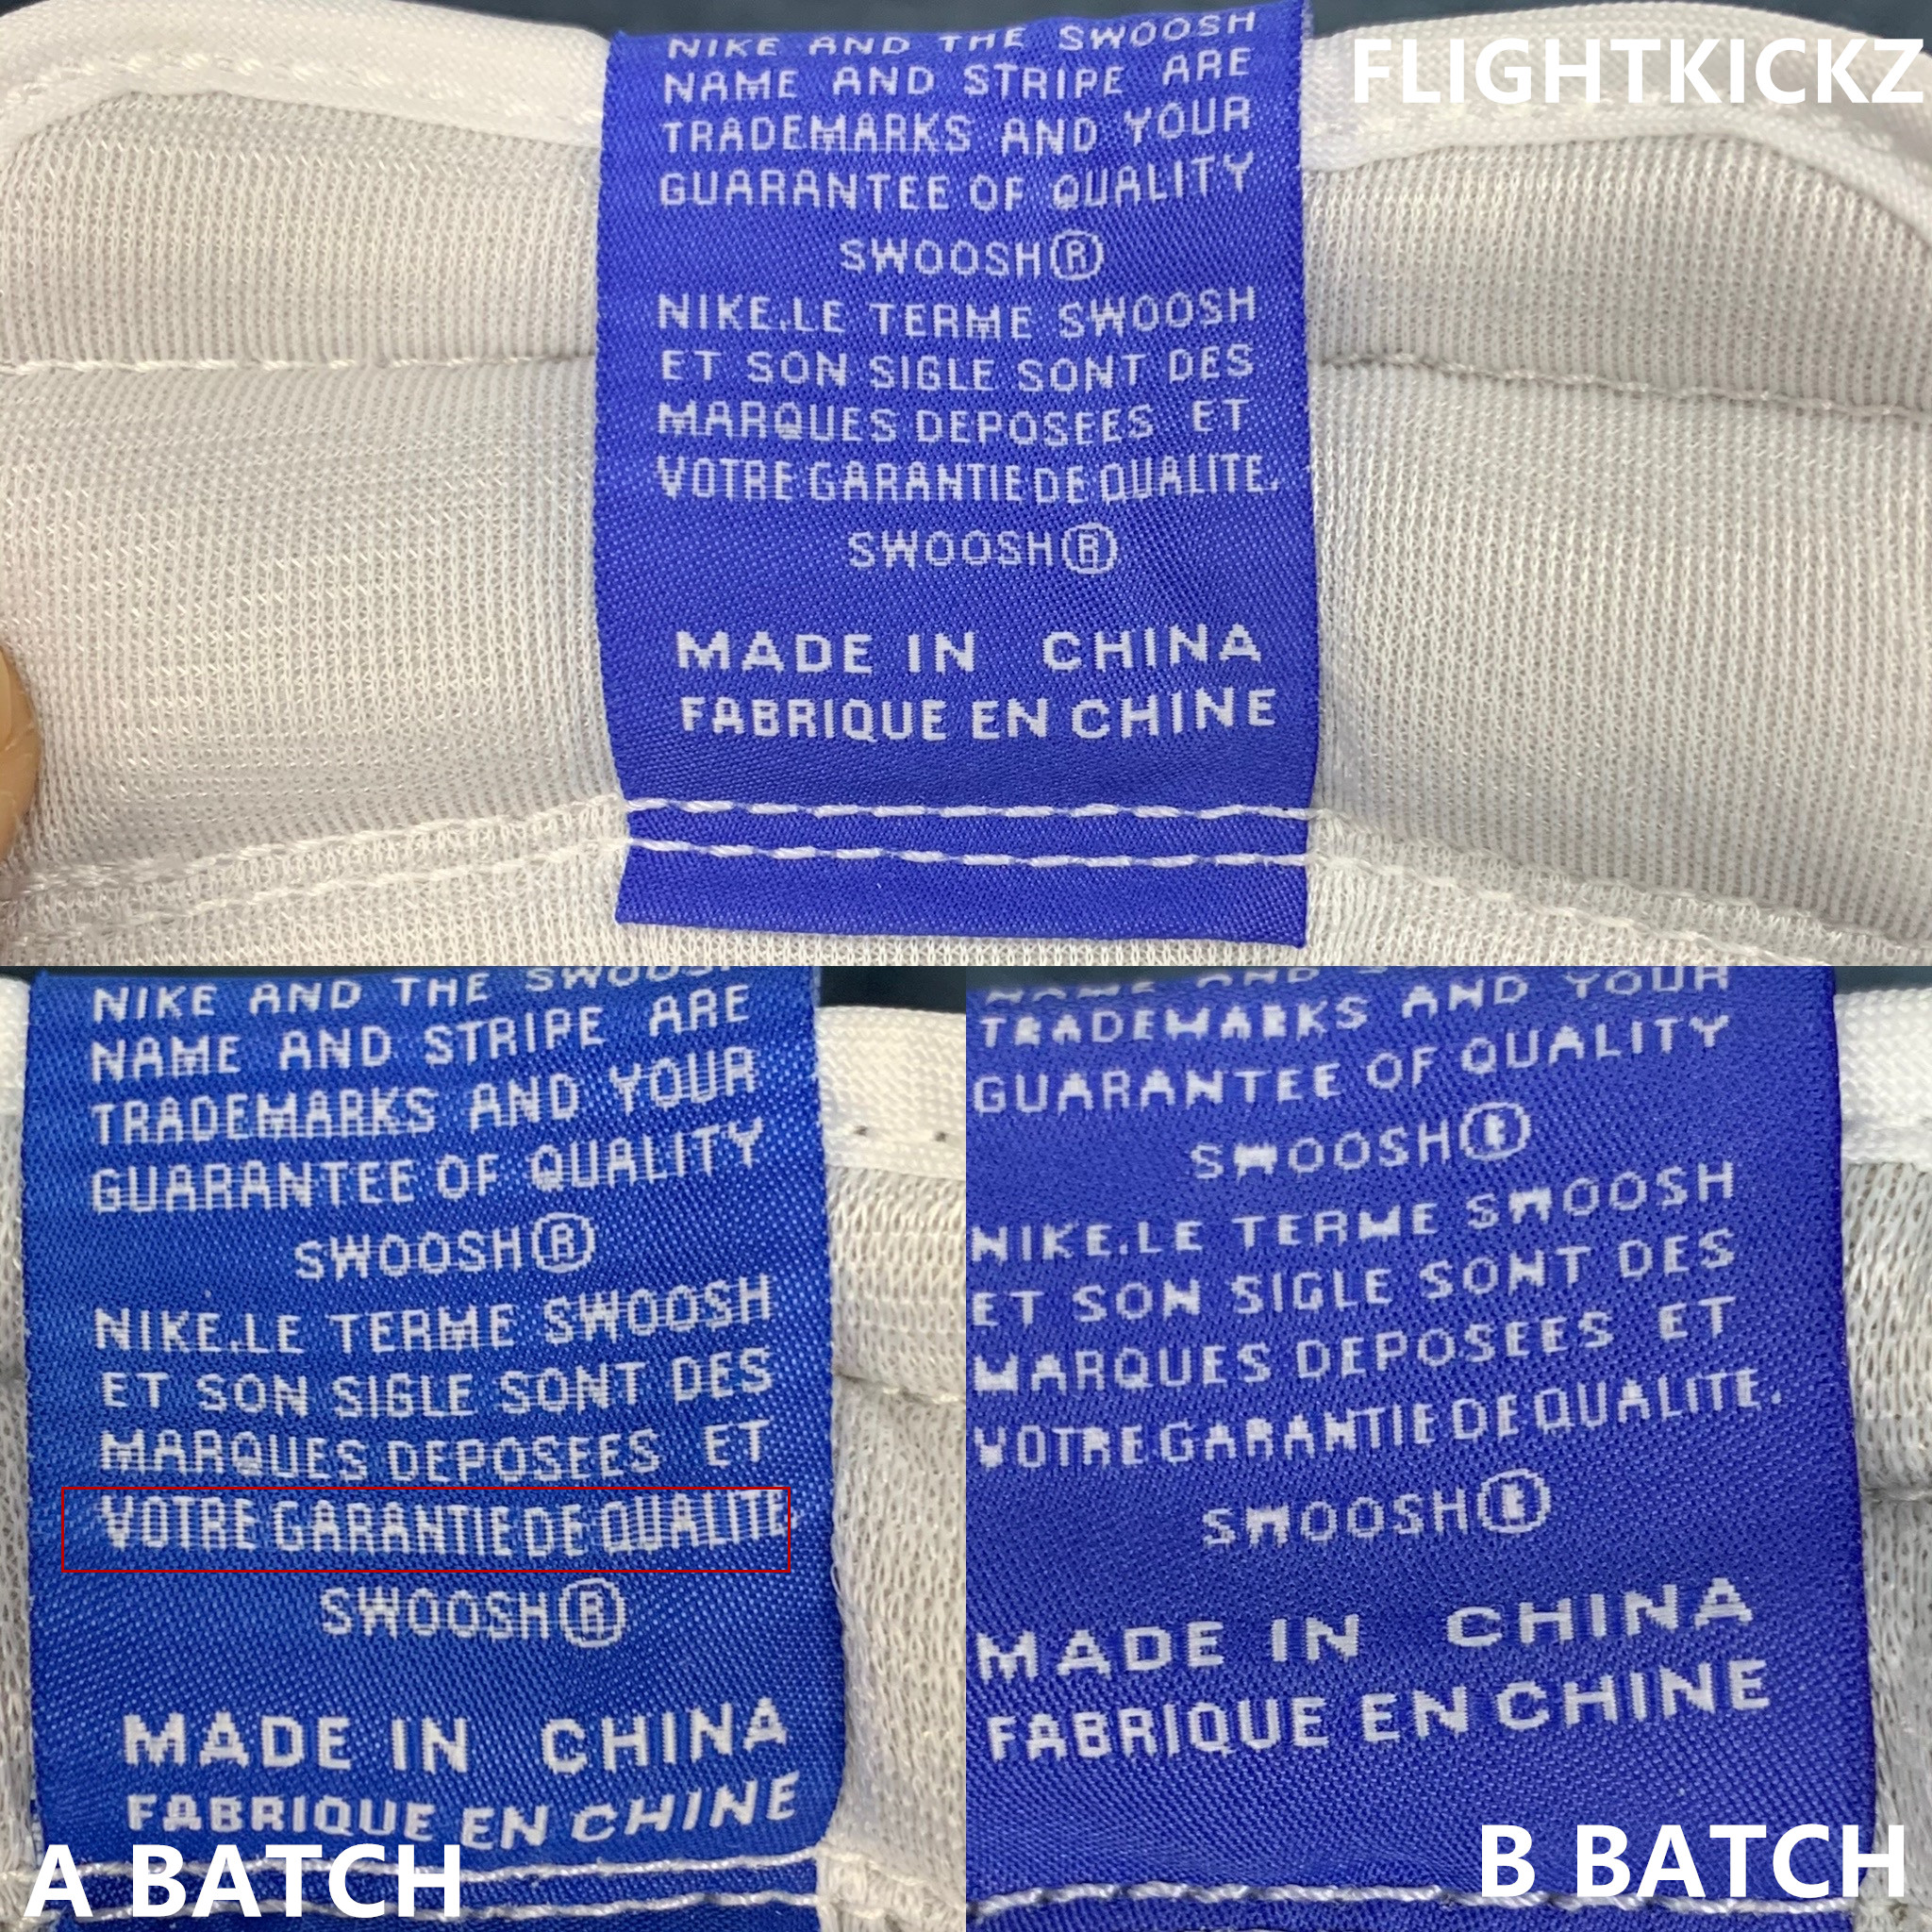 FLIGHTKICKZ
NIKE AND THE SWOOSH
NAME AND STRIPE ARE
TRADEMARKS AND YOUR
GUARANTEE OF QUALITY
SWOOSH®
NIKE.LE TERME SWOOSH
ET SON SIGLE SONT DES
MARQUES DEPOSEES ET
VOTRE GARANTIE DE QUALITE.
SWOOSH®
MADE IN CHINA
FABRIQUE EN CHINE
NIKE AND THE SWOOSH
NAME AND STRIPE ARE
TRADEMARKS AND YOUR
GUARANTEE OF QUALITY
SWOOSH®
NIKE.LE TERME SWOOSH
ET SON SIGLE SONT DES
MARQUES DEPOSEES ET
VOTRE GARANTIE DE QUALITE.
SWOOSH®
MADE IN CHINA
FABRIQUE EN CHINE
A BATCH
NAME AND
TRADEMARKS AND YOUR
GUARANTEE OF QUALITY
SWOOSH®
NIKE.LE TERME SWOOSH
ET SON SIGLE SONT DES
MARQUES DEPOSEES ET
VOTRE GARANTIE DE QUALITE.
SWOOSH®
MADE IN CHINA
FABRIQUE EN CHINE
B BATCH